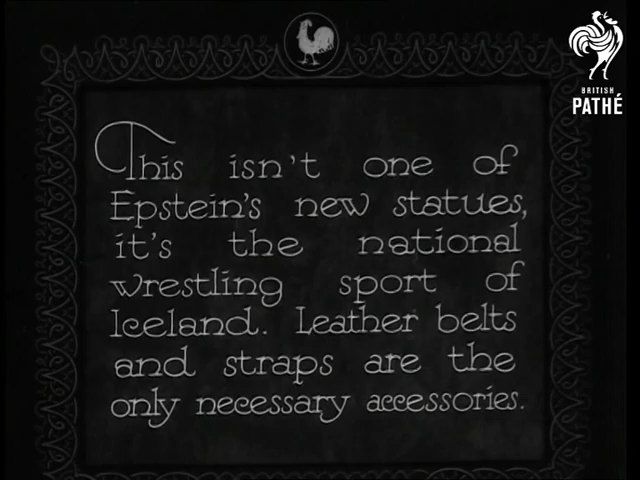 BRITISH
PATHÉ
This isn't one of
Epstein's new statues,
it's the national
wrestling sport of
Iceland. Leather belts
and straps are the
only necessary accessories.